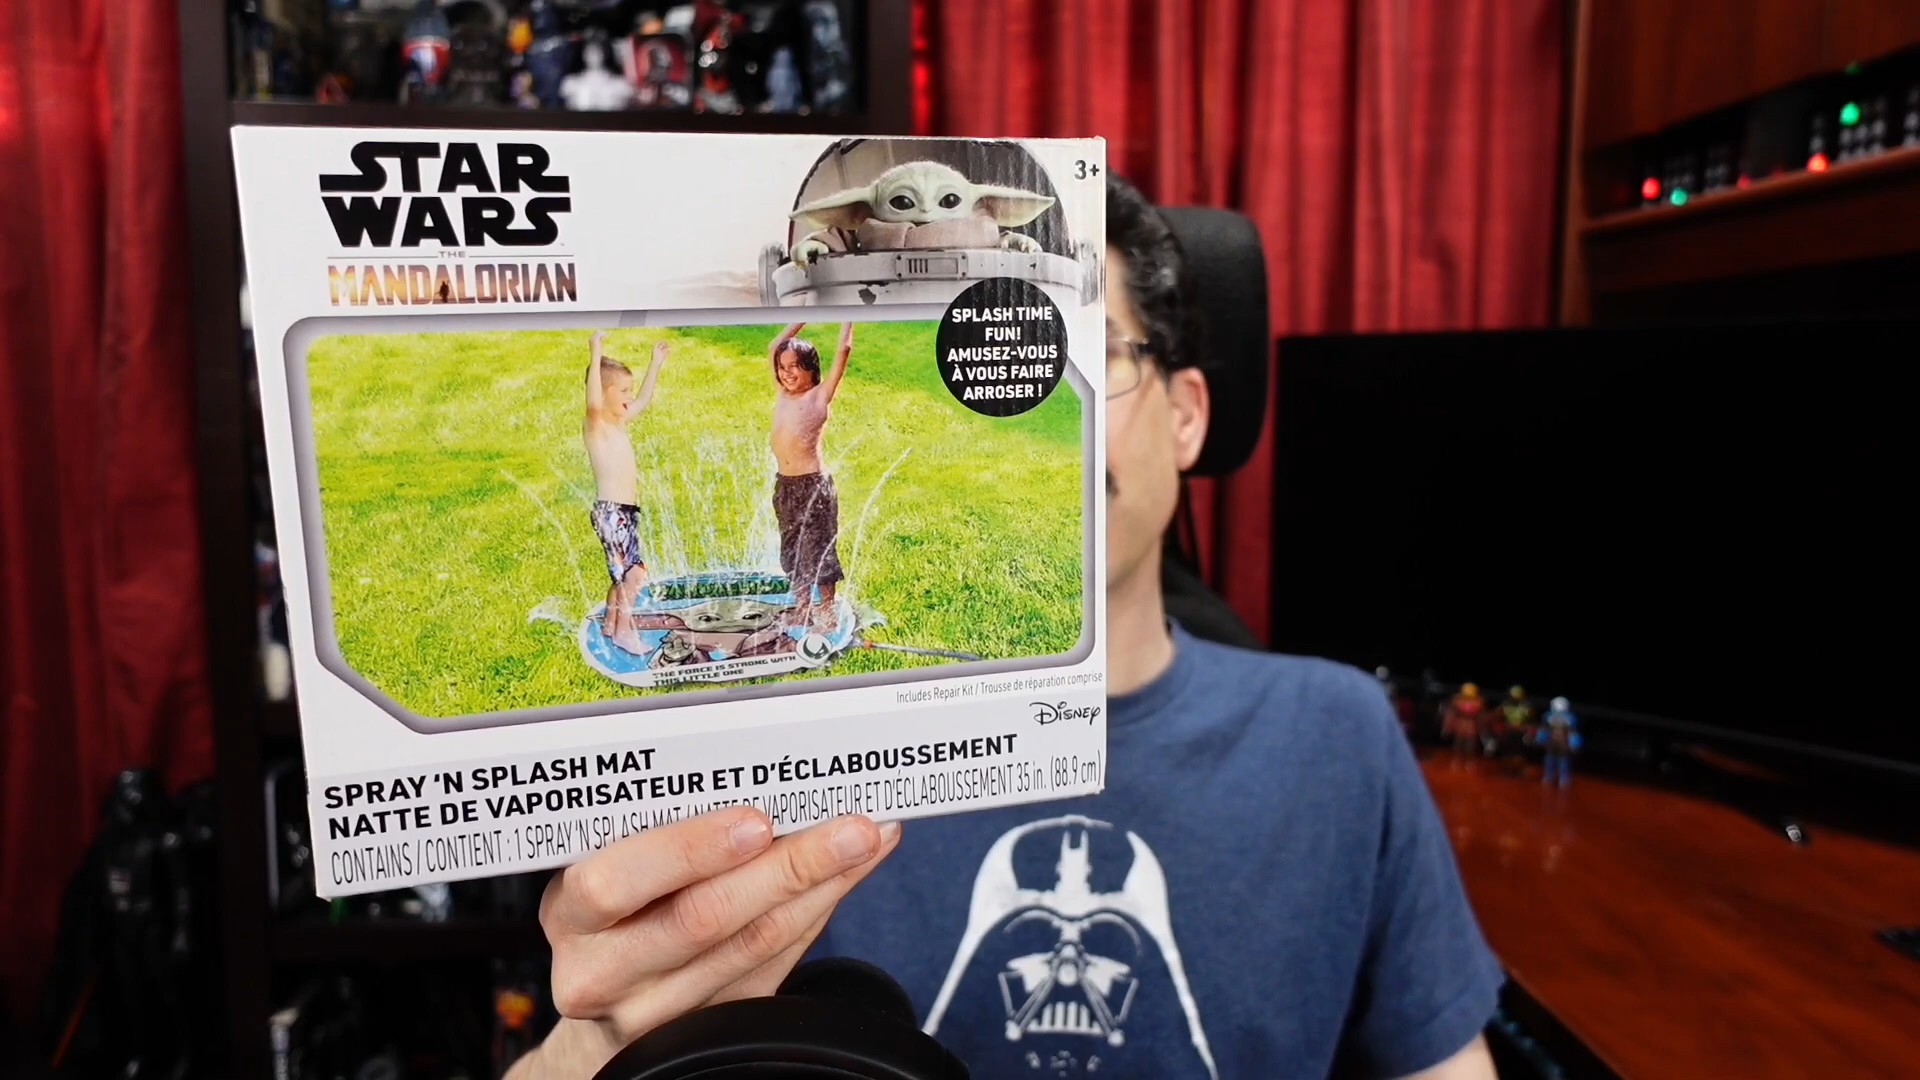 STAR
WARS
THE
MANDALORIAN
3+
SPLASH TIME
FUN!
AMUSEZ-VOUS
À VOUS FAIRE
ARROSER !
THE FORCE IS STRONG WITH
THIS LITTLE ONE
Includes Repair Kit / Trousse de réparation comprise
Disney
SPRAY ‘N SPLASH MAT
NATTE DE VAPORISATEUR ET D’ÉCLABOUSSEMENT
CONTAINS / CONTIENT : 1 SPRAY ‘N SPLASH MAT / NATTE DE VAPORISATEUR ET D’ÉCLABOUSSEMENT 35 in. (88.9 cm)